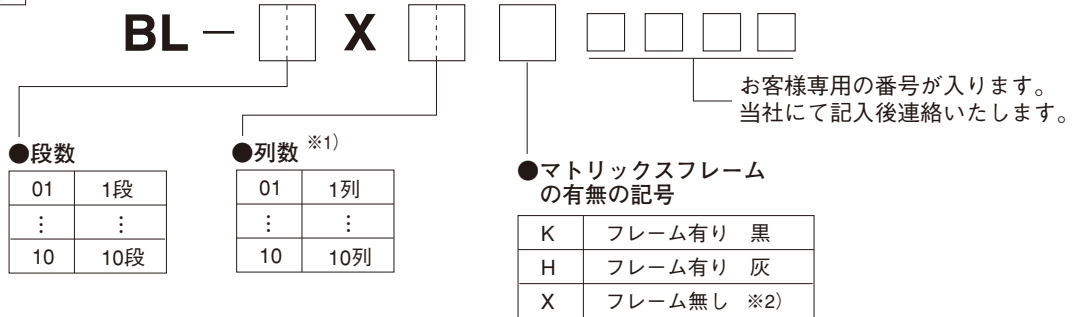 BL－ X
お客様専用の番号が入ります。
当社にて記入後連絡いたします。
●段数
01 1段
⋮ ⋮
10 10段
●列数 ※1)
01 1列
⋮ ⋮
10 10列
●マトリックスフレーム
の有無の記号
K フレーム有り 黒
H フレーム有り 灰
X フレーム無し ※2)